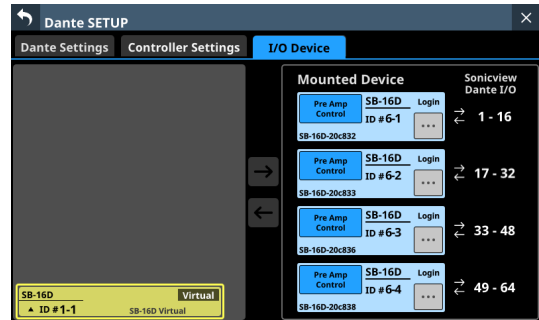 Dante SETUP
Dante Settings Controller Settings I/O Device
Mounted Device Sonicview Dante I/O
Pre Amp Control SB-16D Login
ID #6-1 ... 1 - 16
SB-16D-20c832
Pre Amp Control SB-16D Login
ID #6-2 ... 17 - 32
SB-16D-20c833
Pre Amp Control SB-16D Login
ID #6-3 ... 33 - 48
SB-16D-20c836
Pre Amp Control SB-16D Login
ID #6-4 ... 49 - 64
SB-16D-20c838
SB-16D Virtual
ID #1-1 SB-16D Virtual